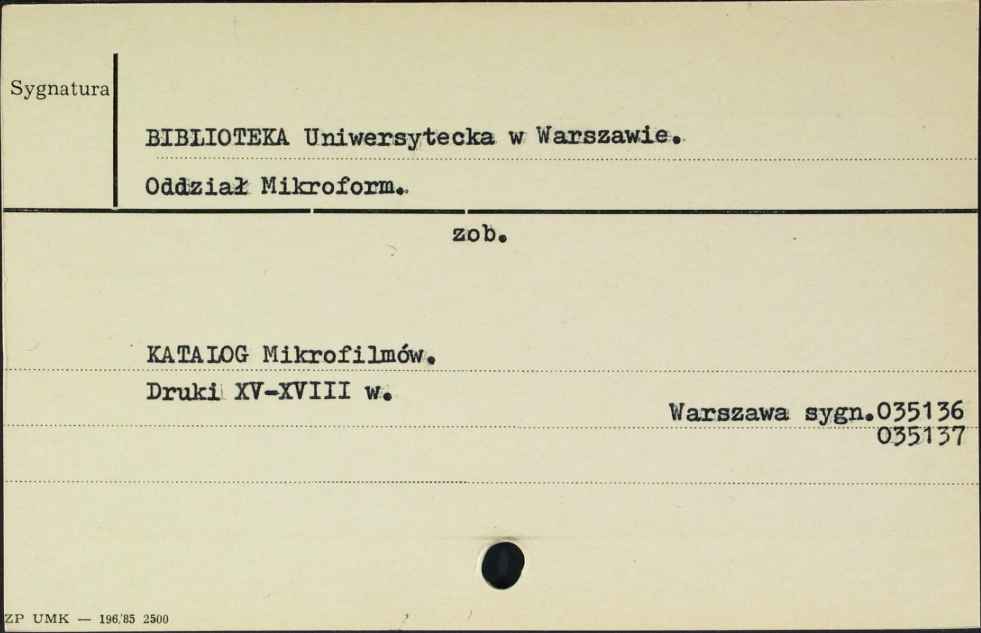 Sygnatura
BIBLIOTEKA Uniwersytecka w Warszawie.
Oddział Mikroform.
zob.
KATALOG Mikrofilmów.
Druki XV-XVIII w.
Warszawa sygn.035136
035137
ZP UMK — 196/85 2500